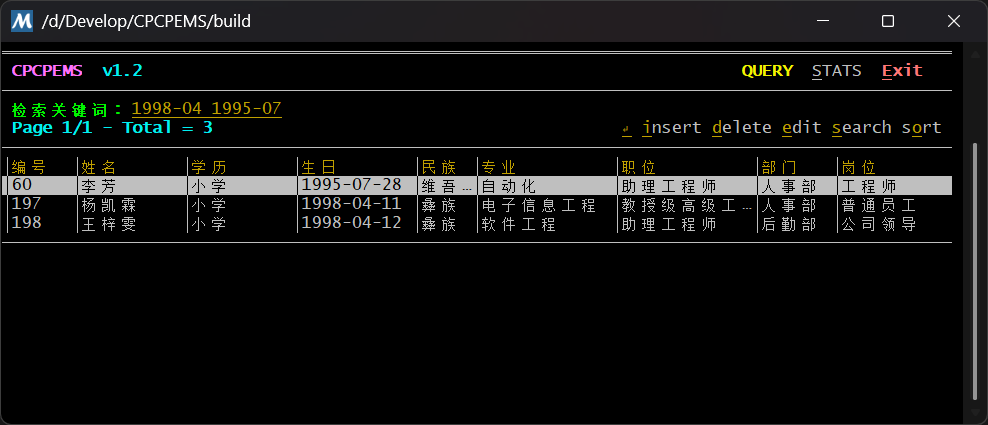 /d/Develop/CPCPEMS/build
CPCPEMS v1.2 QUERY STATS Exit
检索关键词：1998-04 1995-07
Page 1/1 - Total = 3 ↲ insert delete edit search sort
编号 姓名 学历 生日 民族 专业 职位 部门 岗位
60 李芳 小学 1995-07-28 维吾… 自动化 助理工程师 人事部 工程师
197 杨凯霖 小学 1998-04-11 彝族 电子信息工程 教授级高级工… 人事部 普通员工
198 王梓雯 小学 1998-04-12 彝族 软件工程 助理工程师 后勤部 公司领导